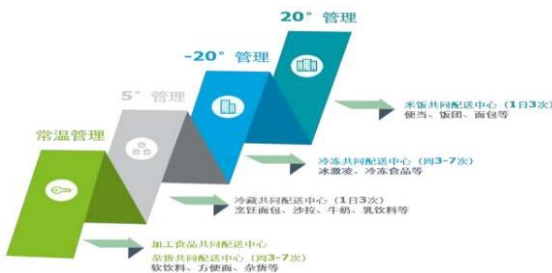 20° 管理
-20° 管理
5° 管理
常温管理
米饭共同配送中心（1日3次）
便当、饭团、面包等
冷冻共同配送中心（周3-7次）
冰激凌、冷冻食品等
冷藏共同配送中心（1日3次）
烹饪面包、沙拉、牛奶、乳饮料等
加工食品共同配送中心
杂货共同配送中心（周3-7次）
软饮料、方便面、杂货等